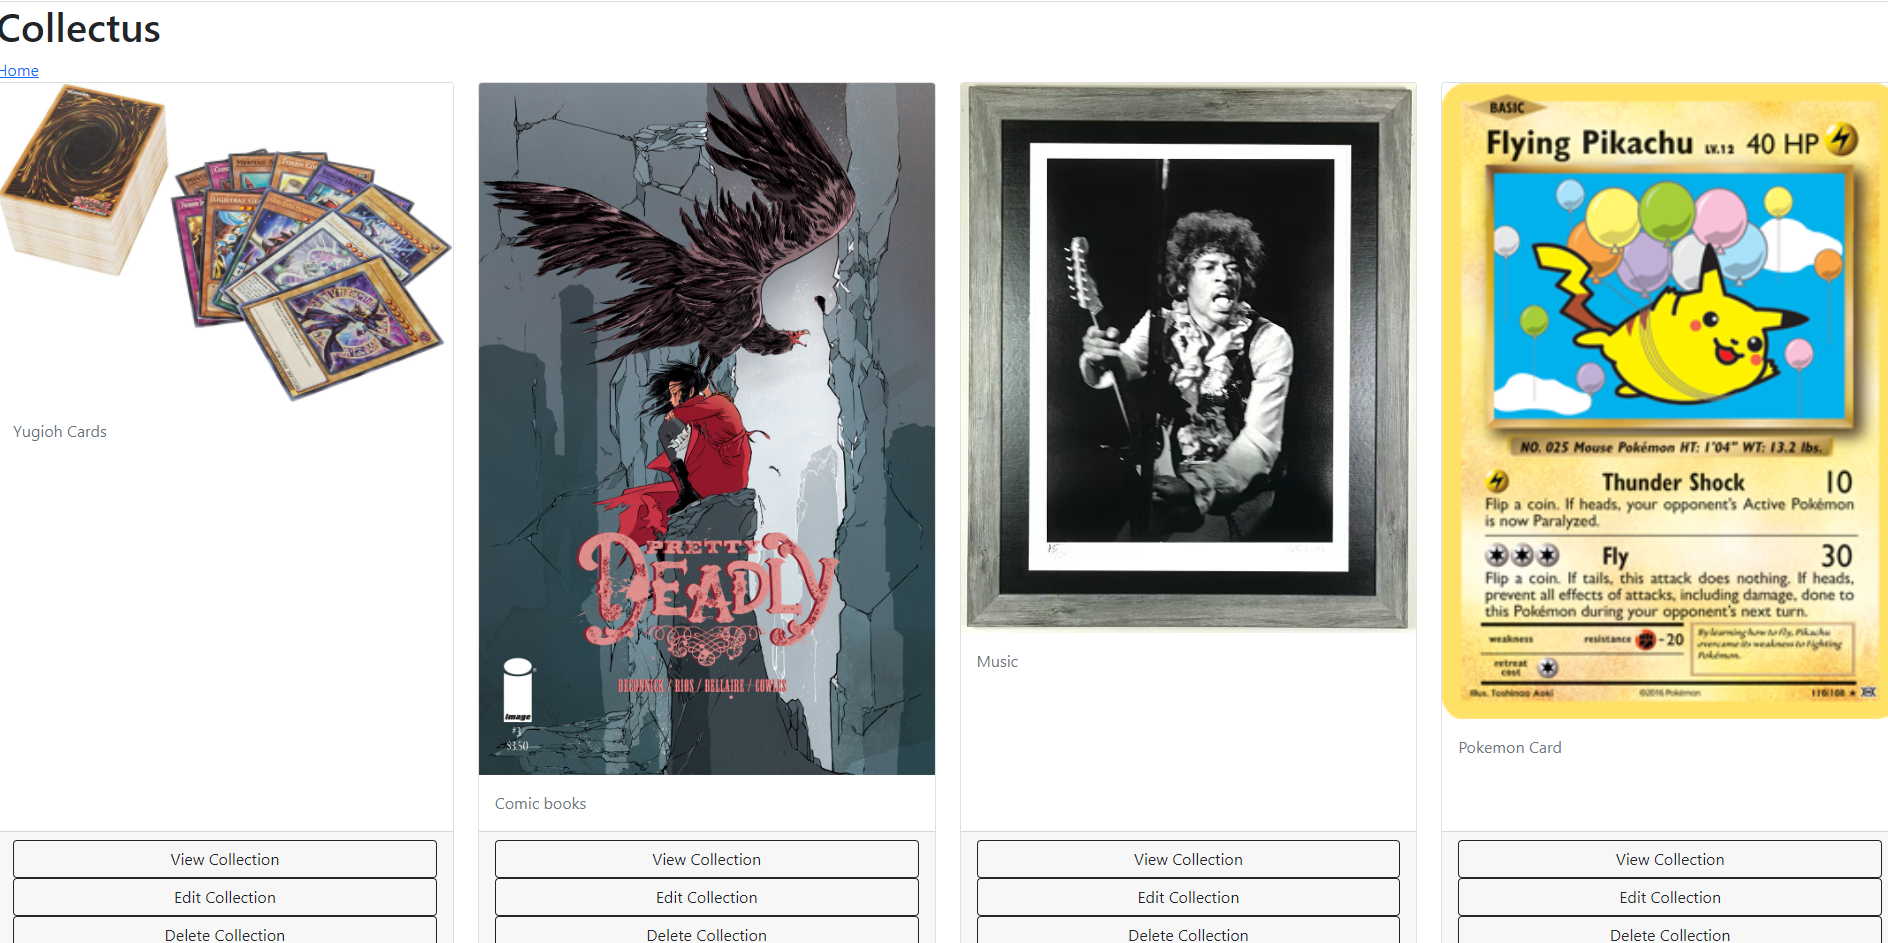 Collectus
Home
Yugioh Cards
PRETTY
DEADLY
DECONNICK / RIOS / BELLAIRE / COWLES
image
#3
$3.50
Comic books
Music
BASIC
Flying Pikachu LV.12 40 HP
NO. 025 Mouse Pokémon HT: 1'04" WT: 13.2 lbs.
Thunder Shock 10
Flip a coin. If heads, your opponent's Active Pokémon
is now Paralyzed.
Fly 30
Flip a coin. If tails, this attack does nothing. If heads,
prevent all effects of attacks, including damage, done to
this Pokémon during your opponent's next turn.
weakness resistance -20
By learning how to fly, Pikachu
overcame its weakness to Fighting
Pokémon.
retreat
cost
Illus. Toshinao Aoki ©2016 Pokémon 110/108
Pokemon Card
View Collection View Collection View Collection View Collection
Edit Collection Edit Collection Edit Collection Edit Collection
Delete Collection Delete Collection Delete Collection Delete Collection